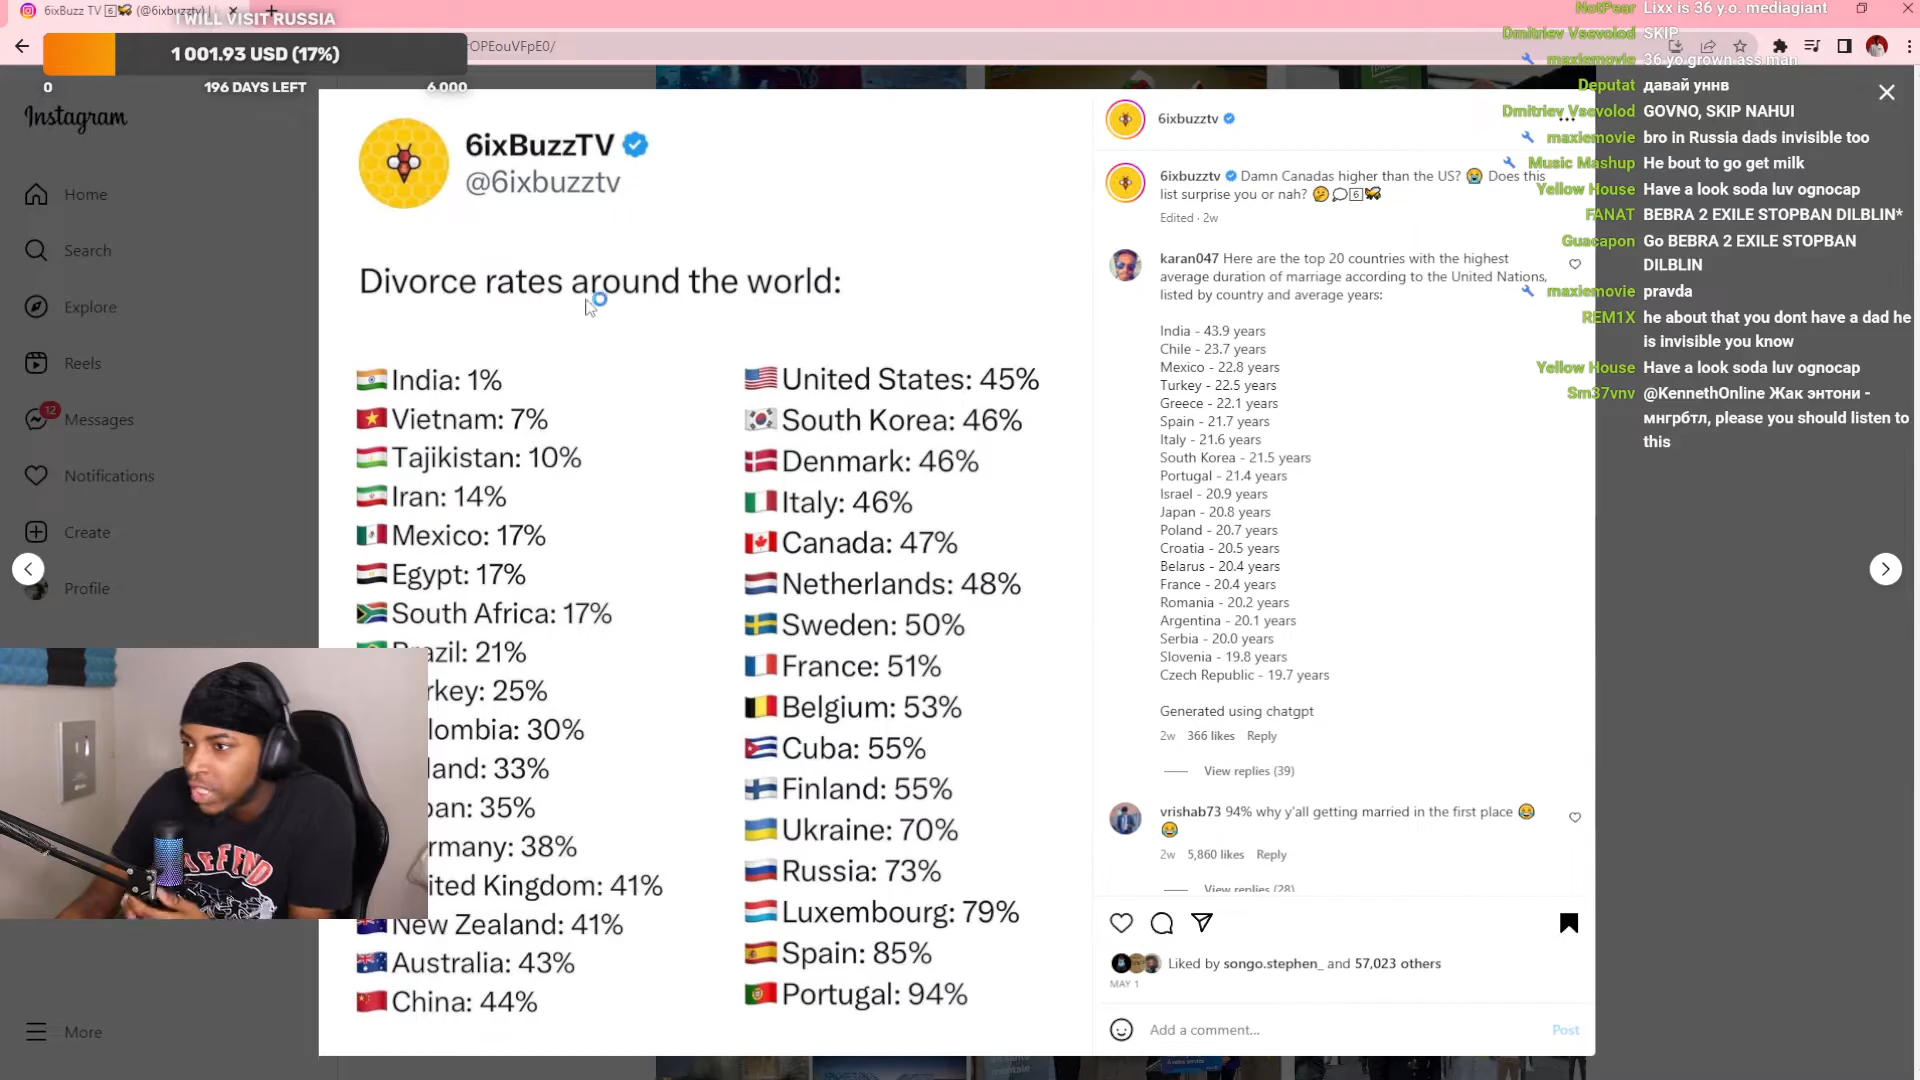 6ixBuzz TV 6 (@6ixbuzztv) |
I WILL VISIT RUSSIA
1 001.93 USD (17%)
0
196 DAYS LEFT
6 000
OPEouVFpE0/
Instagram
Home
Search
Explore
Reels
12
Messages
Notifications
Create
Profile
More
6ixBuzzTV
@6ixbuzztv
Divorce rates around the world:
India: 1%
Vietnam: 7%
Tajikistan: 10%
Iran: 14%
Mexico: 17%
Egypt: 17%
South Africa: 17%
azil: 21%
rkey: 25%
lombia: 30%
land: 33%
pan: 35%
rmany: 38%
ited Kingdom: 41%
New Zealand: 41%
Australia: 43%
China: 44%
United States: 45%
South Korea: 46%
Denmark: 46%
Italy: 46%
Canada: 47%
Netherlands: 48%
Sweden: 50%
France: 51%
Belgium: 53%
Cuba: 55%
Finland: 55%
Ukraine: 70%
Russia: 73%
Luxembourg: 79%
Spain: 85%
Portugal: 94%
6ixbuzztv
6ixbuzztv Damn Canadas higher than the US? 😭 Does this
list surprise you or nah? 🤔💭6️⃣🐝
Edited · 2w
karan047 Here are the top 20 countries with the highest
average duration of marriage according to the United Nations,
listed by country and average years:
India - 43.9 years
Chile - 23.7 years
Mexico - 22.8 years
Turkey - 22.5 years
Greece - 22.1 years
Spain - 21.7 years
Italy - 21.6 years
South Korea - 21.5 years
Portugal - 21.4 years
Israel - 20.9 years
Japan - 20.8 years
Poland - 20.7 years
Croatia - 20.5 years
Belarus - 20.4 years
France - 20.4 years
Romania - 20.2 years
Argentina - 20.1 years
Serbia - 20.0 years
Slovenia - 19.8 years
Czech Republic - 19.7 years
Generated using chatgpt
2w 366 likes Reply
View replies (39)
vrishab73 94% why y'all getting married in the first place 😂
😂
2w 5,860 likes Reply
View replies (28)
Liked by songo.stephen_ and 57,023 others
MAY 1
Add a comment...
Post
NotPear Lixx is 36 y.o. mediagiant
Dmitriev Vsevolod SKIP
maxiemovie 36 yo grown ass man
Deputat давай уннв
Dmitriev Vsevolod GOVNO, SKIP NAHUI
maxiemovie bro in Russia dads invisible too
Music Mashup He bout to go get milk
Yellow House Have a look soda luv ognocap
FANAT BEBRA 2 EXILE STOPBAN DILBLIN*
Guacapon Go BEBRA 2 EXILE STOPBAN
DILBLIN
maxiemovie pravda
REM1X he about that you dont have a dad he
is invisible you know
Yellow House Have a look soda luv ognocap
Sm37vnv @KennethOnline Жак энтони -
мнгрбтл, please you should listen to
this